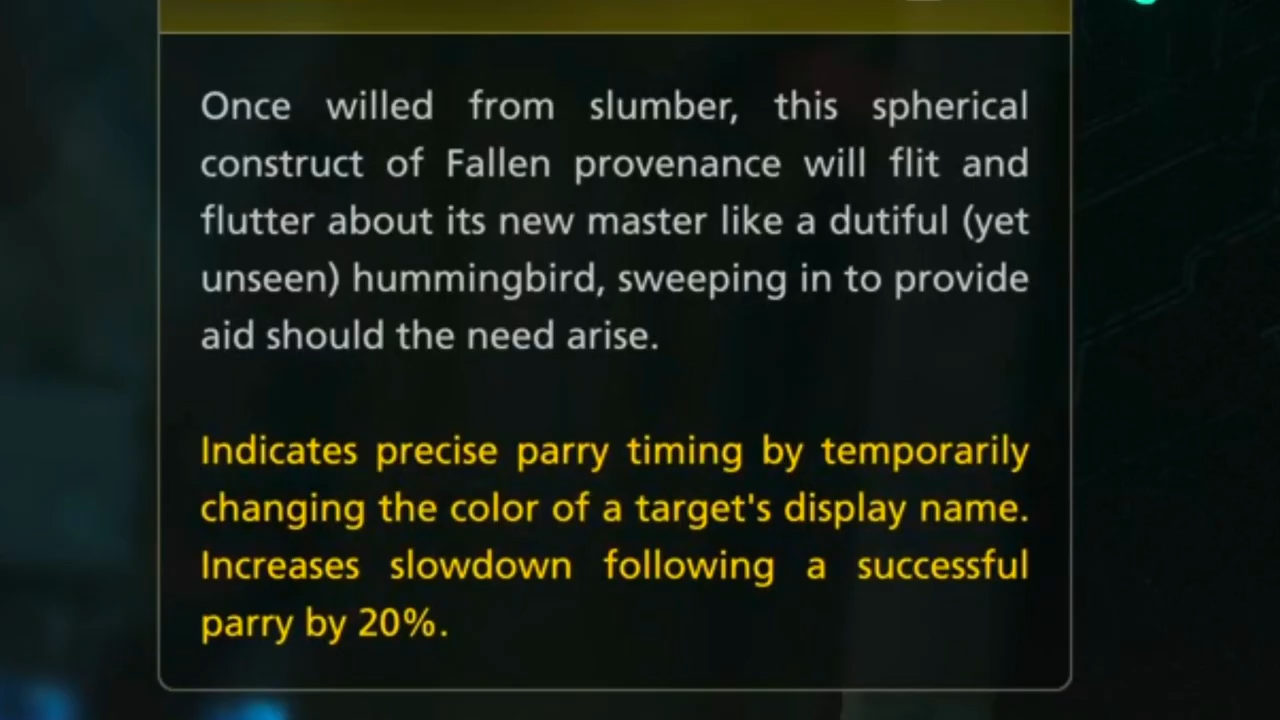 Once willed from slumber, this spherical
construct of Fallen provenance will flit and
flutter about its new master like a dutiful (yet
unseen) hummingbird, sweeping in to provide
aid should the need arise.
Indicates precise parry timing by temporarily
changing the color of a target's display name.
Increases slowdown following a successful
parry by 20%.